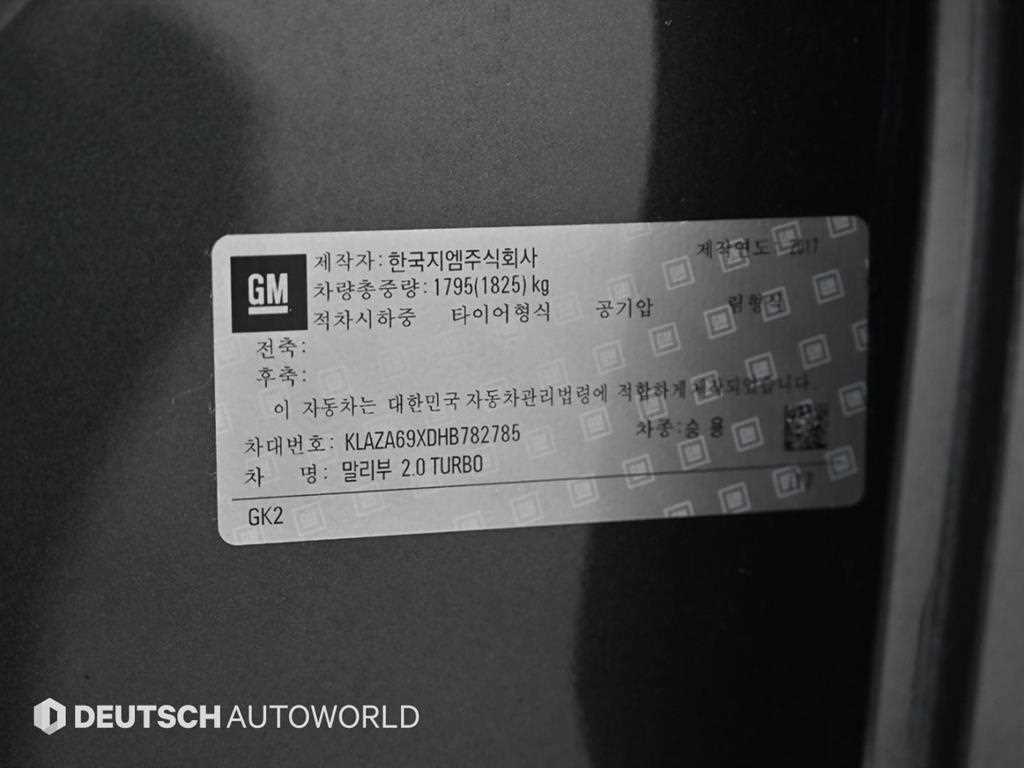 GM
제작자: 한국지엠주식회사 제작연도: 2017
차량총중량: 1795(1825) kg
적차시하중 타이어형식 공기압 림형식
전축:
후축:
이 자동차는 대한민국 자동차관리법령에 적합하게 제작되었습니다.
차대번호: KLAZA69XDHB782785 차종: 승용
차 명: 말리부 2.0 TURBO
GK2
DEUTSCH AUTOWORLD